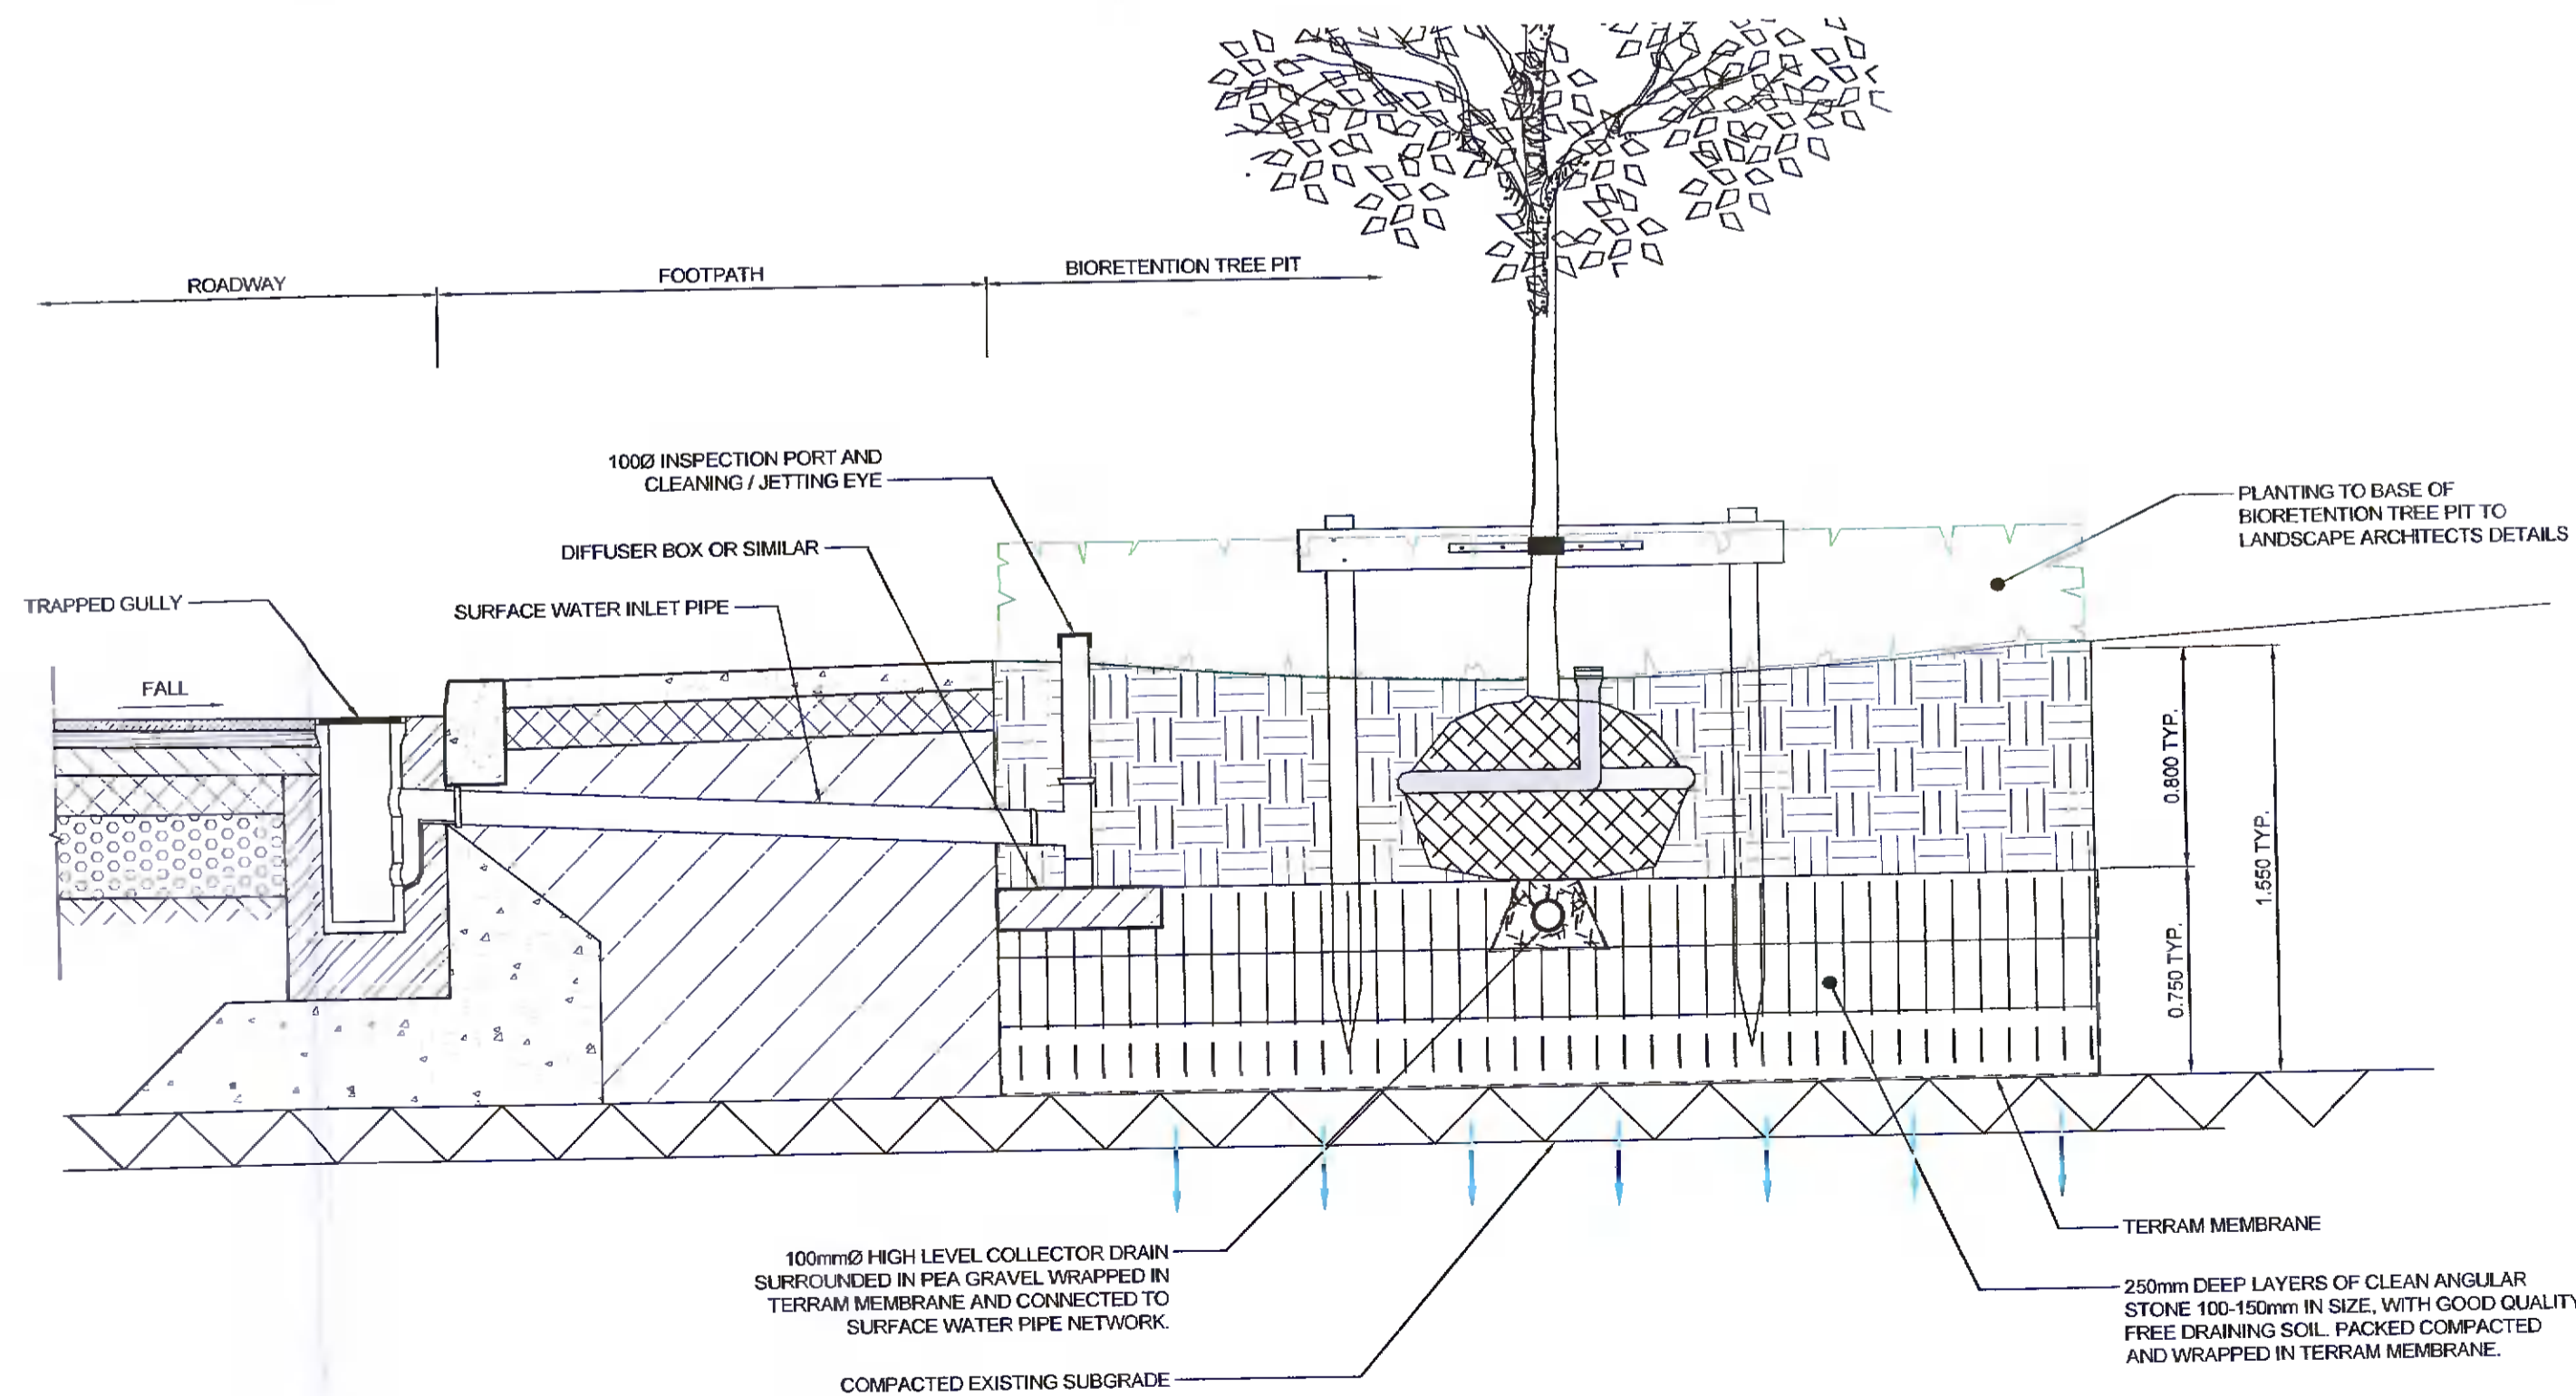 ROADWAY
FOOTPATH
BIORETENTION TREE PIT
100Ø INSPECTION PORT AND
CLEANING / JETTING EYE
DIFFUSER BOX OR SIMILAR
TRAPPED GULLY
SURFACE WATER INLET PIPE
PLANTING TO BASE OF
BIORETENTION TREE PIT TO
LANDSCAPE ARCHITECTS DETAILS
FALL
0.800 TYP.
1.550 TYP.
0.750 TYP.
100mmØ HIGH LEVEL COLLECTOR DRAIN
SURROUNDED IN PEA GRAVEL WRAPPED IN
TERRAM MEMBRANE AND CONNECTED TO
SURFACE WATER PIPE NETWORK.
COMPACTED EXISTING SUBGRADE
TERRAM MEMBRANE
250mm DEEP LAYERS OF CLEAN ANGULAR
STONE 100-150mm IN SIZE, WITH GOOD QUALITY
FREE DRAINING SOIL. PACKED COMPACTED
AND WRAPPED IN TERRAM MEMBRANE.